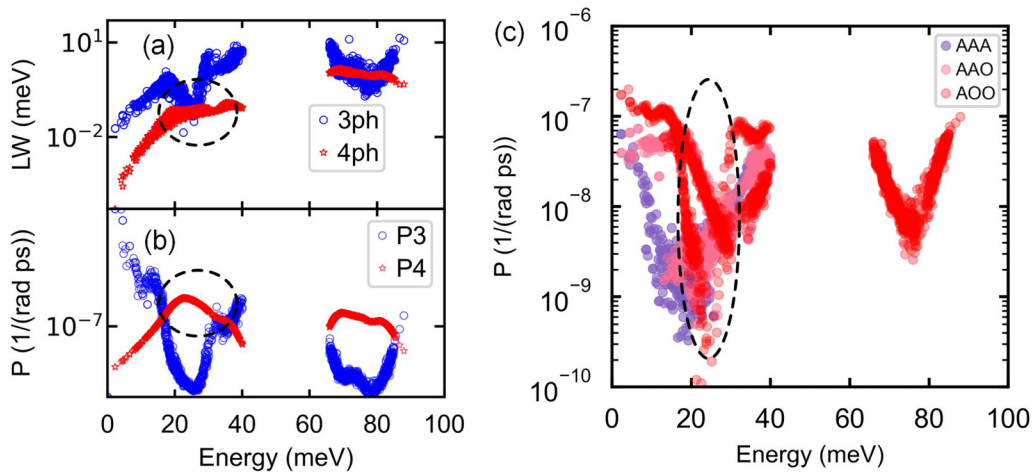 (a)
LW (meV)
10¹
10⁻²
3ph
4ph
(b)
P (1/(rad ps))
10⁻⁷
P3
P4
0 20 40 60 80 100
Energy (meV)
(c)
P (1/(rad ps))
10⁻⁶
10⁻⁷
10⁻⁸
10⁻⁹
10⁻¹⁰
AAA
AAO
AOO
0 20 40 60 80 100
Energy (meV)